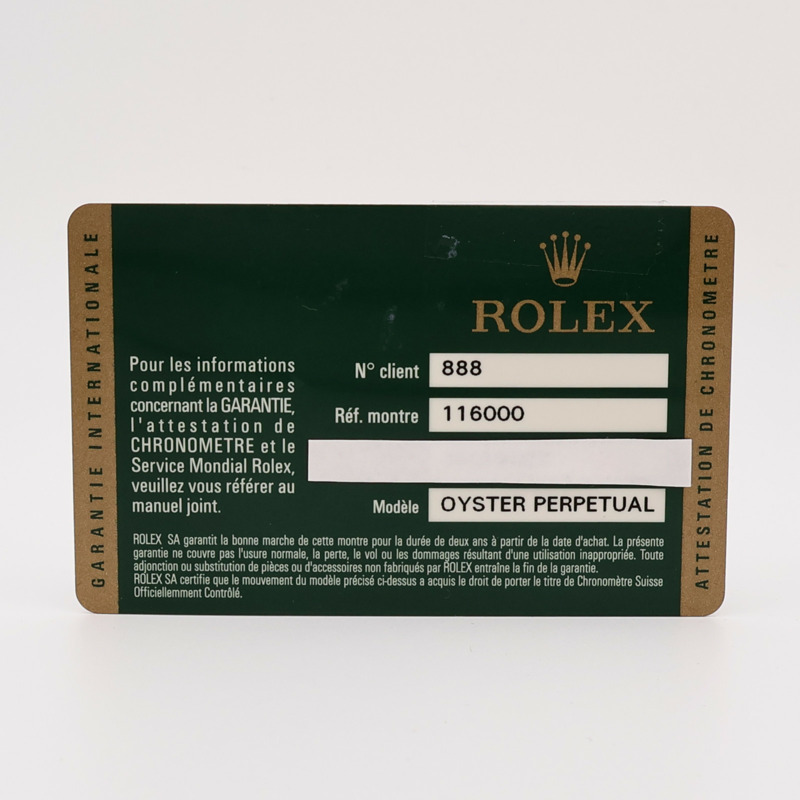 GARANTIE INTERNATIONALE
ROLEX
Pour les informations
complémentaires
concernant la GARANTIE,
l'attestation de
CHRONOMETRE et le
Service Mondial Rolex,
veuillez vous référer au
manuel joint.
N° client 888
Réf. montre 116000
Modèle OYSTER PERPETUAL
ROLEX SA garantit la bonne marche de cette montre pour la durée de deux ans à partir de la date d'achat. La présente
garantie ne couvre pas l'usure normale, la perte, le vol ou les dommages résultant d'une utilisation inappropriée. Toute
adjonction ou substitution de pièces ou d'accessoires non fabriqués par ROLEX entraîne la fin de la garantie.
ROLEX SA certifie que le mouvement du modèle précisé ci-dessus a acquis le droit de porter le titre de Chronomètre Suisse
Officiellement Contrôlé.
ATTESTATION DE CHRONOMETRE